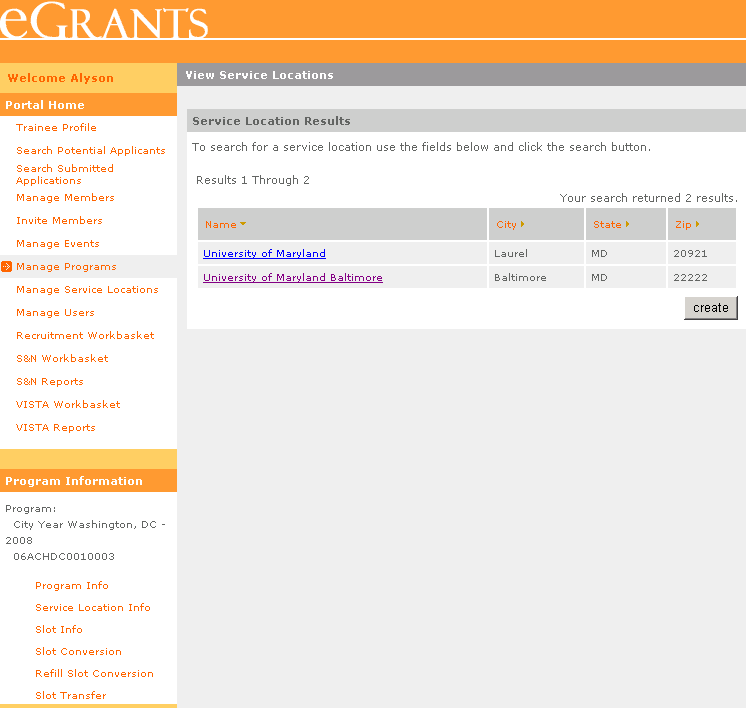 eGRANTS
Welcome Alyson
Portal Home
Trainee Profile
Search Potential Applicants
Search Submitted
Applications
Manage Members
Invite Members
Manage Events
Manage Programs
Manage Service Locations
Manage Users
Recruitment Workbasket
S&N Workbasket
S&N Reports
VISTA Workbasket
VISTA Reports
Program Information
Program:
City Year Washington, DC -
2008
06ACHDC0010003
Program Info
Service Location Info
Slot Info
Slot Conversion
Refill Slot Conversion
Slot Transfer
View Service Locations
Service Location Results
To search for a service location use the fields below and click the search button.
Results 1 Through 2
Your search returned 2 results.
Name City State Zip
University of Maryland Laurel MD 20921
University of Maryland Baltimore Baltimore MD 22222
create